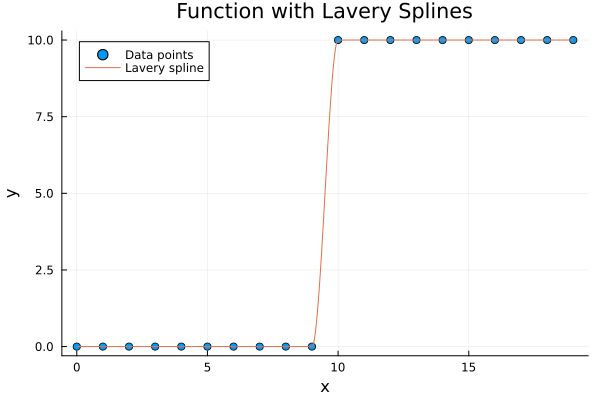 Function with Lavery Splines
Data points
Lavery spline
10.0
7.5
5.0
2.5
0.0
y
0 5 10 15
x